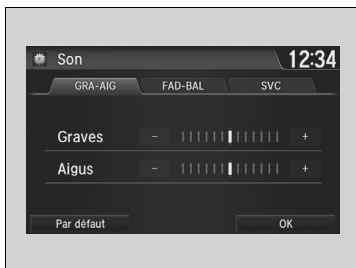 Son 12:34
GRA-AIG FAD-BAL SVC
Graves - +
Aigus - +
Par défaut OK